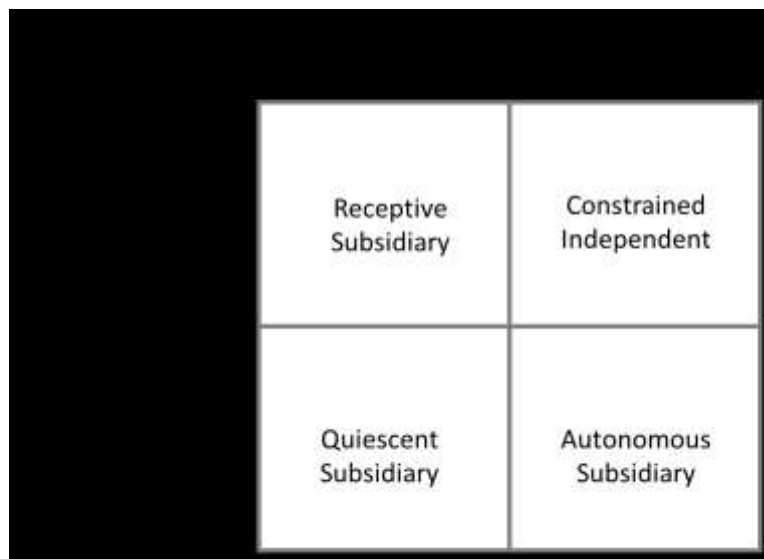 Receptive
Subsidiary
Constrained
Independent
Quiescent
Subsidiary
Autonomous
Subsidiary